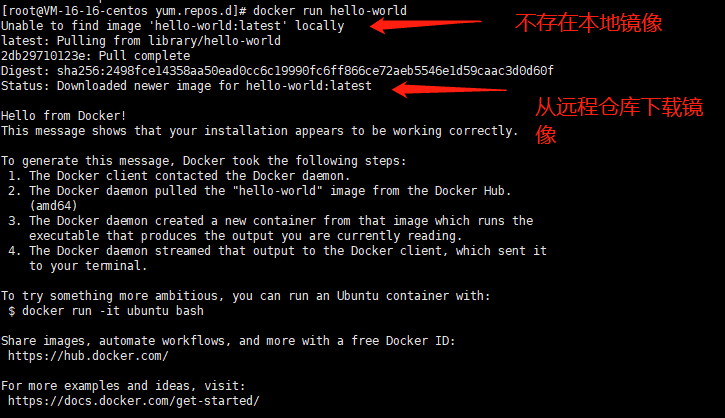 [root@VM-16-16-centos yum.repos.d]# docker run hello-world
Unable to find image 'hello-world:latest' locally
不存在本地镜像
latest: Pulling from library/hello-world
2db29710123e: Pull complete
Digest: sha256:2498fce14358aa50ead0cc6c19990fc6ff866ce72aeb5546e1d59caac3d0d60f
Status: Downloaded newer image for hello-world:latest
从远程仓库下载镜
像
Hello from Docker!
This message shows that your installation appears to be working correctly.
To generate this message, Docker took the following steps:
1. The Docker client contacted the Docker daemon.
2. The Docker daemon pulled the "hello-world" image from the Docker Hub.
(amd64)
3. The Docker daemon created a new container from that image which runs the
executable that produces the output you are currently reading.
4. The Docker daemon streamed that output to the Docker client, which sent it
to your terminal.
To try something more ambitious, you can run an Ubuntu container with:
$ docker run -it ubuntu bash
Share images, automate workflows, and more with a free Docker ID:
https://hub.docker.com/
For more examples and ideas, visit:
https://docs.docker.com/get-started/